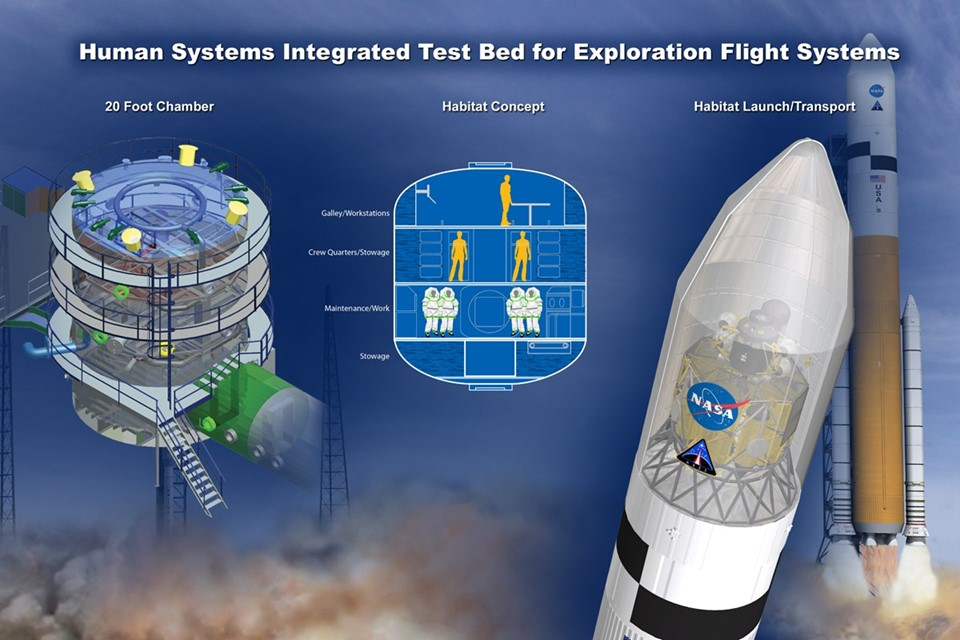 Human Systems Integrated Test Bed for Exploration Flight Systems
20 Foot Chamber
Habitat Concept
Habitat Launch/Transport
Galley/Workstations
Crew Quarters/Stowage
Maintenance/Work
Stowage
NASA
USA